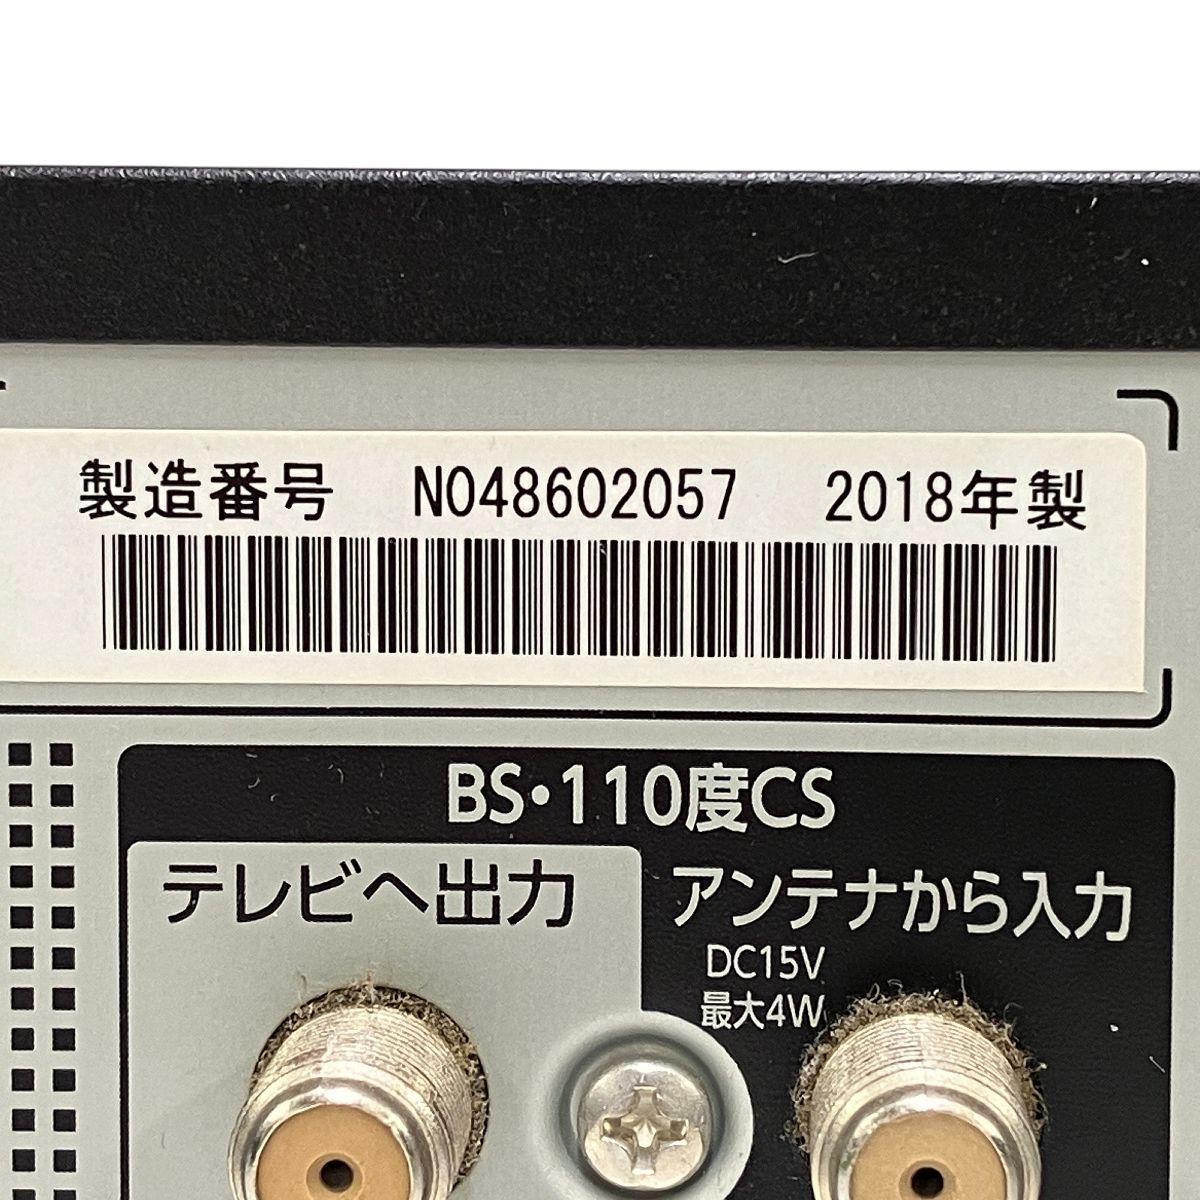 製造番号 N048602057 2018年製
BS・110度CS
テレビへ出力
アンテナから入力
DC15V
最大4W